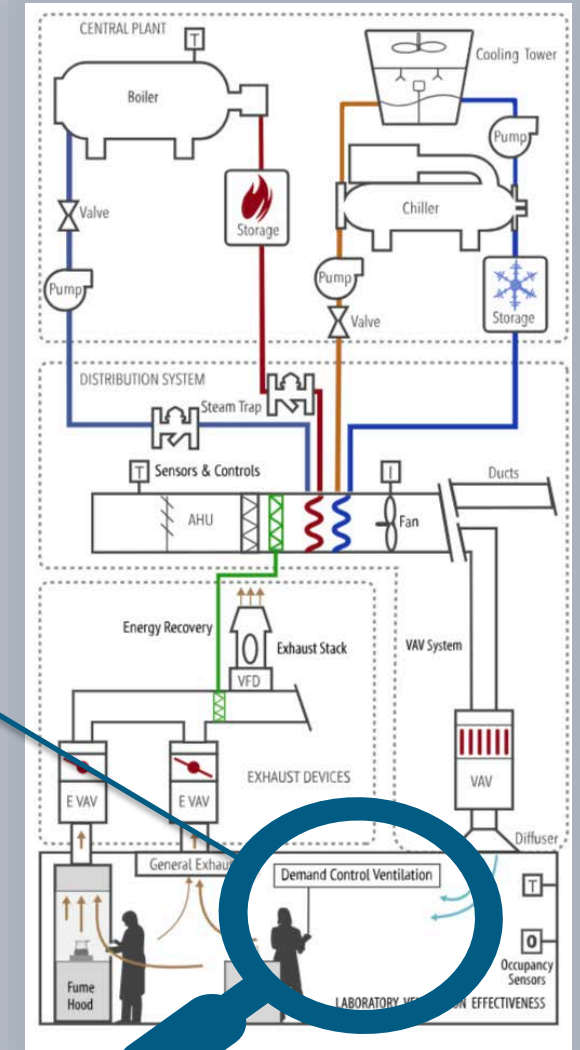 CENTRAL PLANT
T
Boiler
Cooling Tower
Pump
Valve
Storage
Chiller
Pump
Pump
Valve
Storage
DISTRIBUTION SYSTEM
Steam Trap
T
Sensors & Controls
I
Ducts
AHU
Fan
Energy Recovery
Exhaust Stack
VAV System
VFD
E VAV
E VAV
EXHAUST DEVICES
VAV
Diffuser
General Exhau
Demand Control Ventilation
T
O
Occupancy
Sensors
Fume
Hood
LABORATORY VE ON EFFECTIVENESS